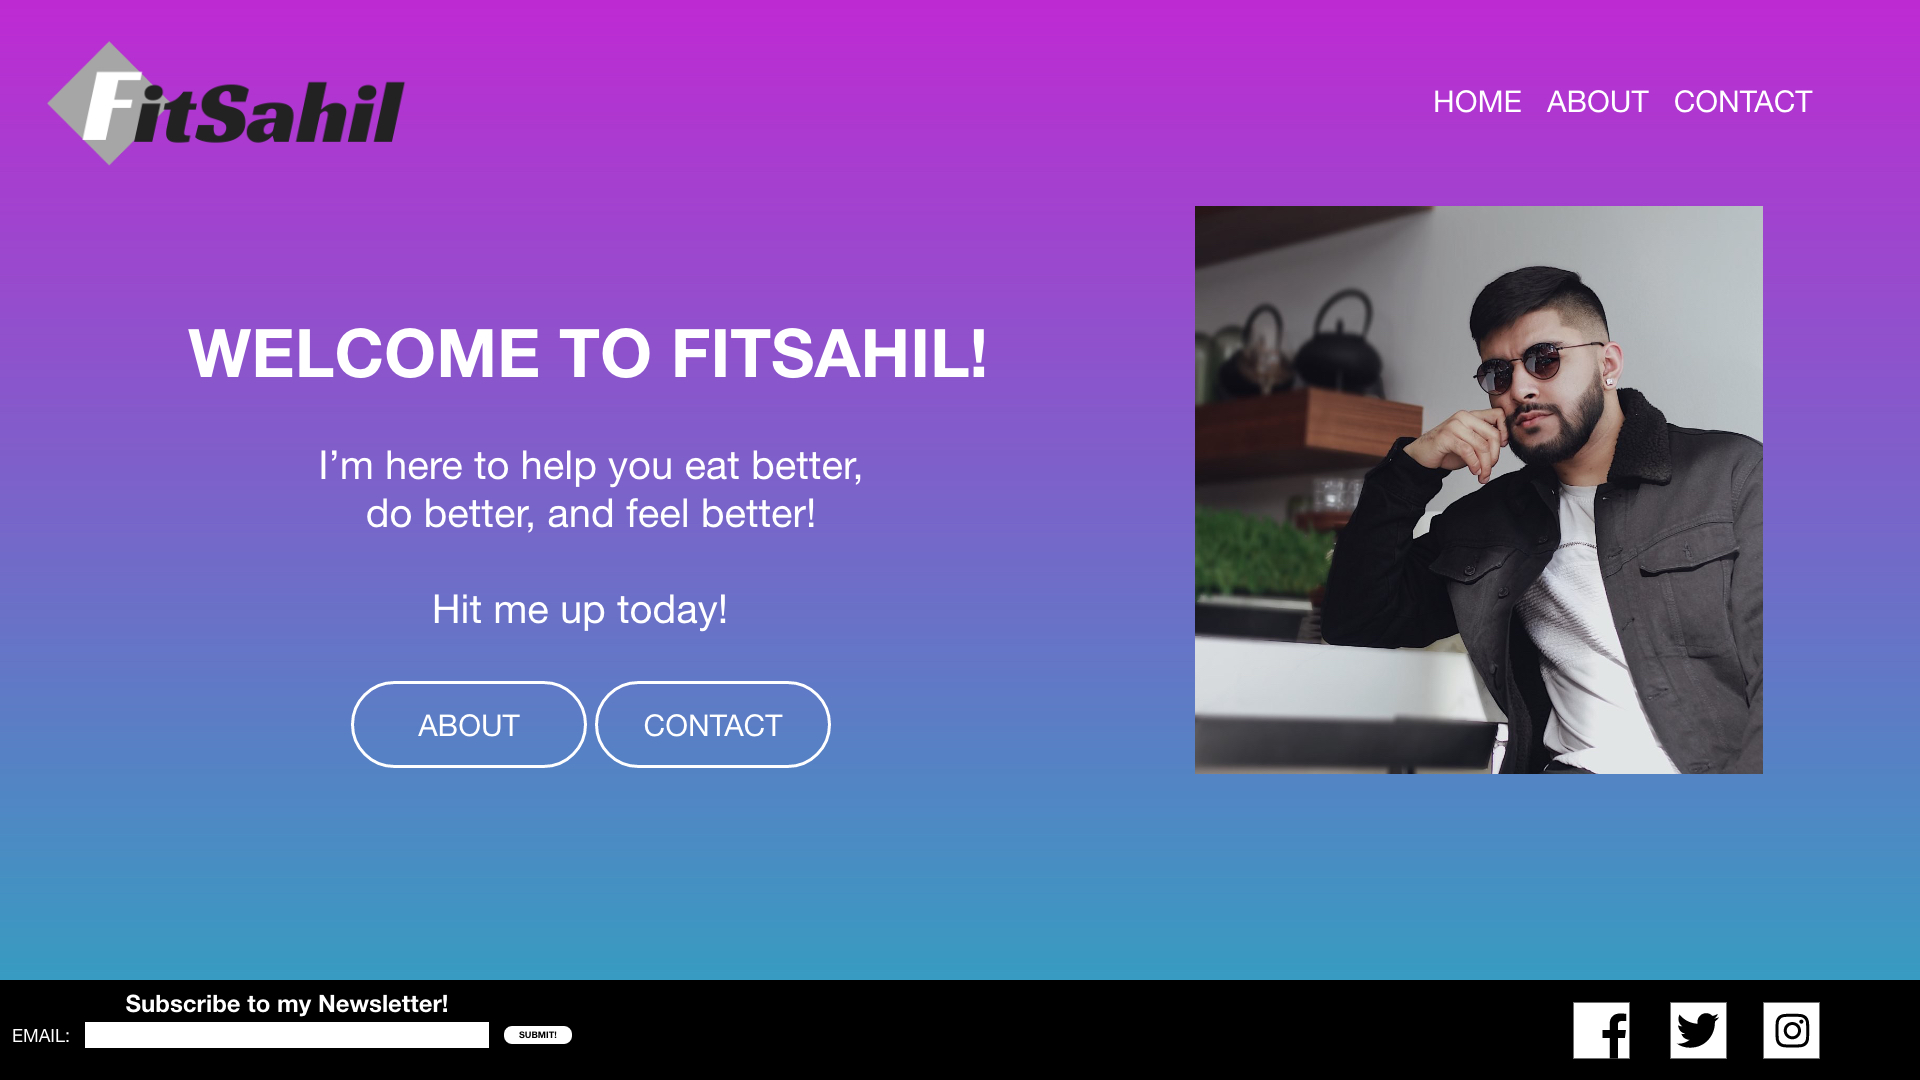 FitSahil
HOME ABOUT CONTACT
WELCOME TO FITSAHIL!
I’m here to help you eat better,
do better, and feel better!
Hit me up today!
ABOUT CONTACT
Subscribe to my Newsletter!
EMAIL: SUBMIT!